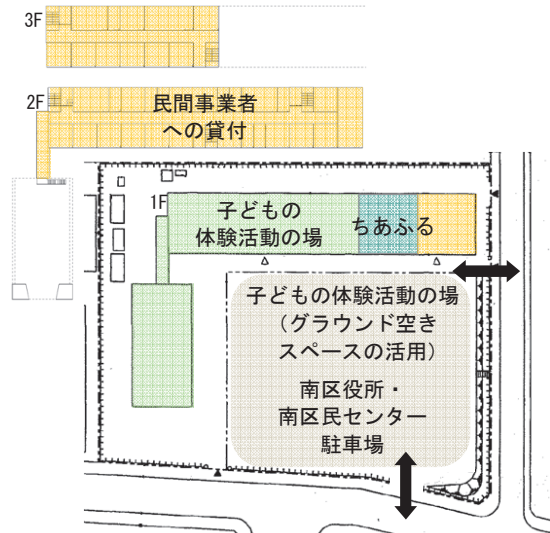 3F
2F
民間事業者
への貸付
1F
子どもの
体験活動の場
ちあふる
子どもの体験活動の場
（グラウンド空き
スペースの活用）
南区役所・
南区民センター
駐車場